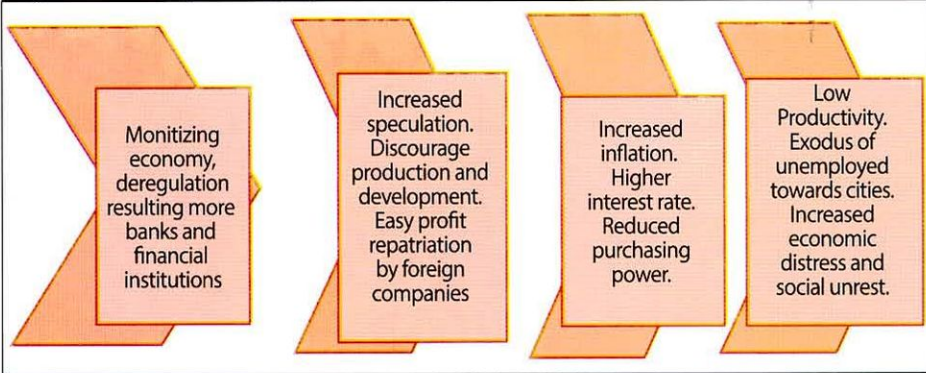 Monitizing
economy,
deregulation
resulting more
banks and
financial
institutions
Increased
speculation.
Discourage
production and
development.
Easy profit
repatriation
by foreign
companies
Increased
inflation.
Higher
interest rate.
Reduced
purchasing
power.
Low
Productivity.
Exodus of
unemployed
towards cities.
Increased
economic
distress and
social unrest.